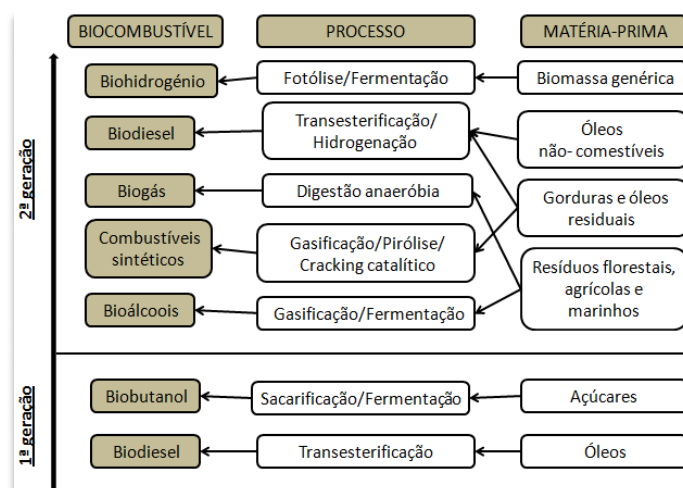 BIOCOMBUSTÍVEL
PROCESSO
MATÉRIA-PRIMA
2ª geração
Biohidrogénio
Fotólise/Fermentação
Biomassa genérica
Biodiesel
Transesterificação/
Hidrogenação
Óleos
não- comestíveis
Biogás
Digestão anaeróbia
Gorduras e óleos
residuais
Combustíveis
sintéticos
Gasificação/Pirólise/
Cracking catalítico
Resíduos florestais,
agrícolas e
marinhos
Bioálcoois
Gasificação/Fermentação
1ª geração
Biobutanol
Sacarificação/Fermentação
Açúcares
Biodiesel
Transesterificação
Óleos